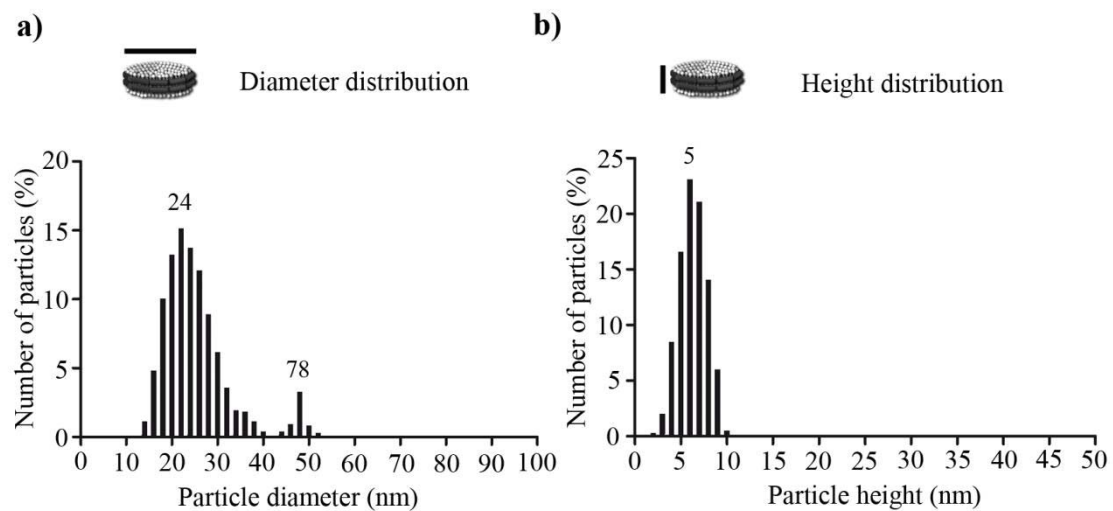 a)
Diameter distribution
Number of particles (%)
20
15
10
5
0
24
78
0 10 20 30 40 50 60 70 80 90 100
Particle diameter (nm)
b)
Height distribution
Number of particles (%)
25
20
15
10
5
0
5
0 5 10 15 20 25 30 35 40 45 50
Particle height (nm)